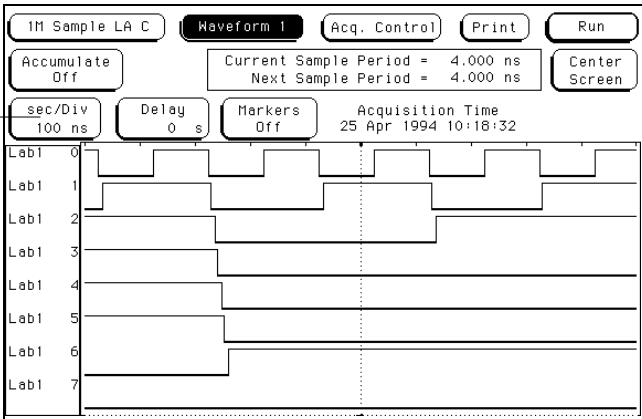 1M Sample LA C Waveform 1 Acq. Control Print Run
Accumulate Off
Current Sample Period = 4.000 ns
Next Sample Period = 4.000 ns
Center Screen
sec/Div 100 ns
Delay 0 s
Markers Off
Acquisition Time
25 Apr 1994 10:18:32
Lab1 0
Lab1 1
Lab1 2
Lab1 3
Lab1 4
Lab1 5
Lab1 6
Lab1 7